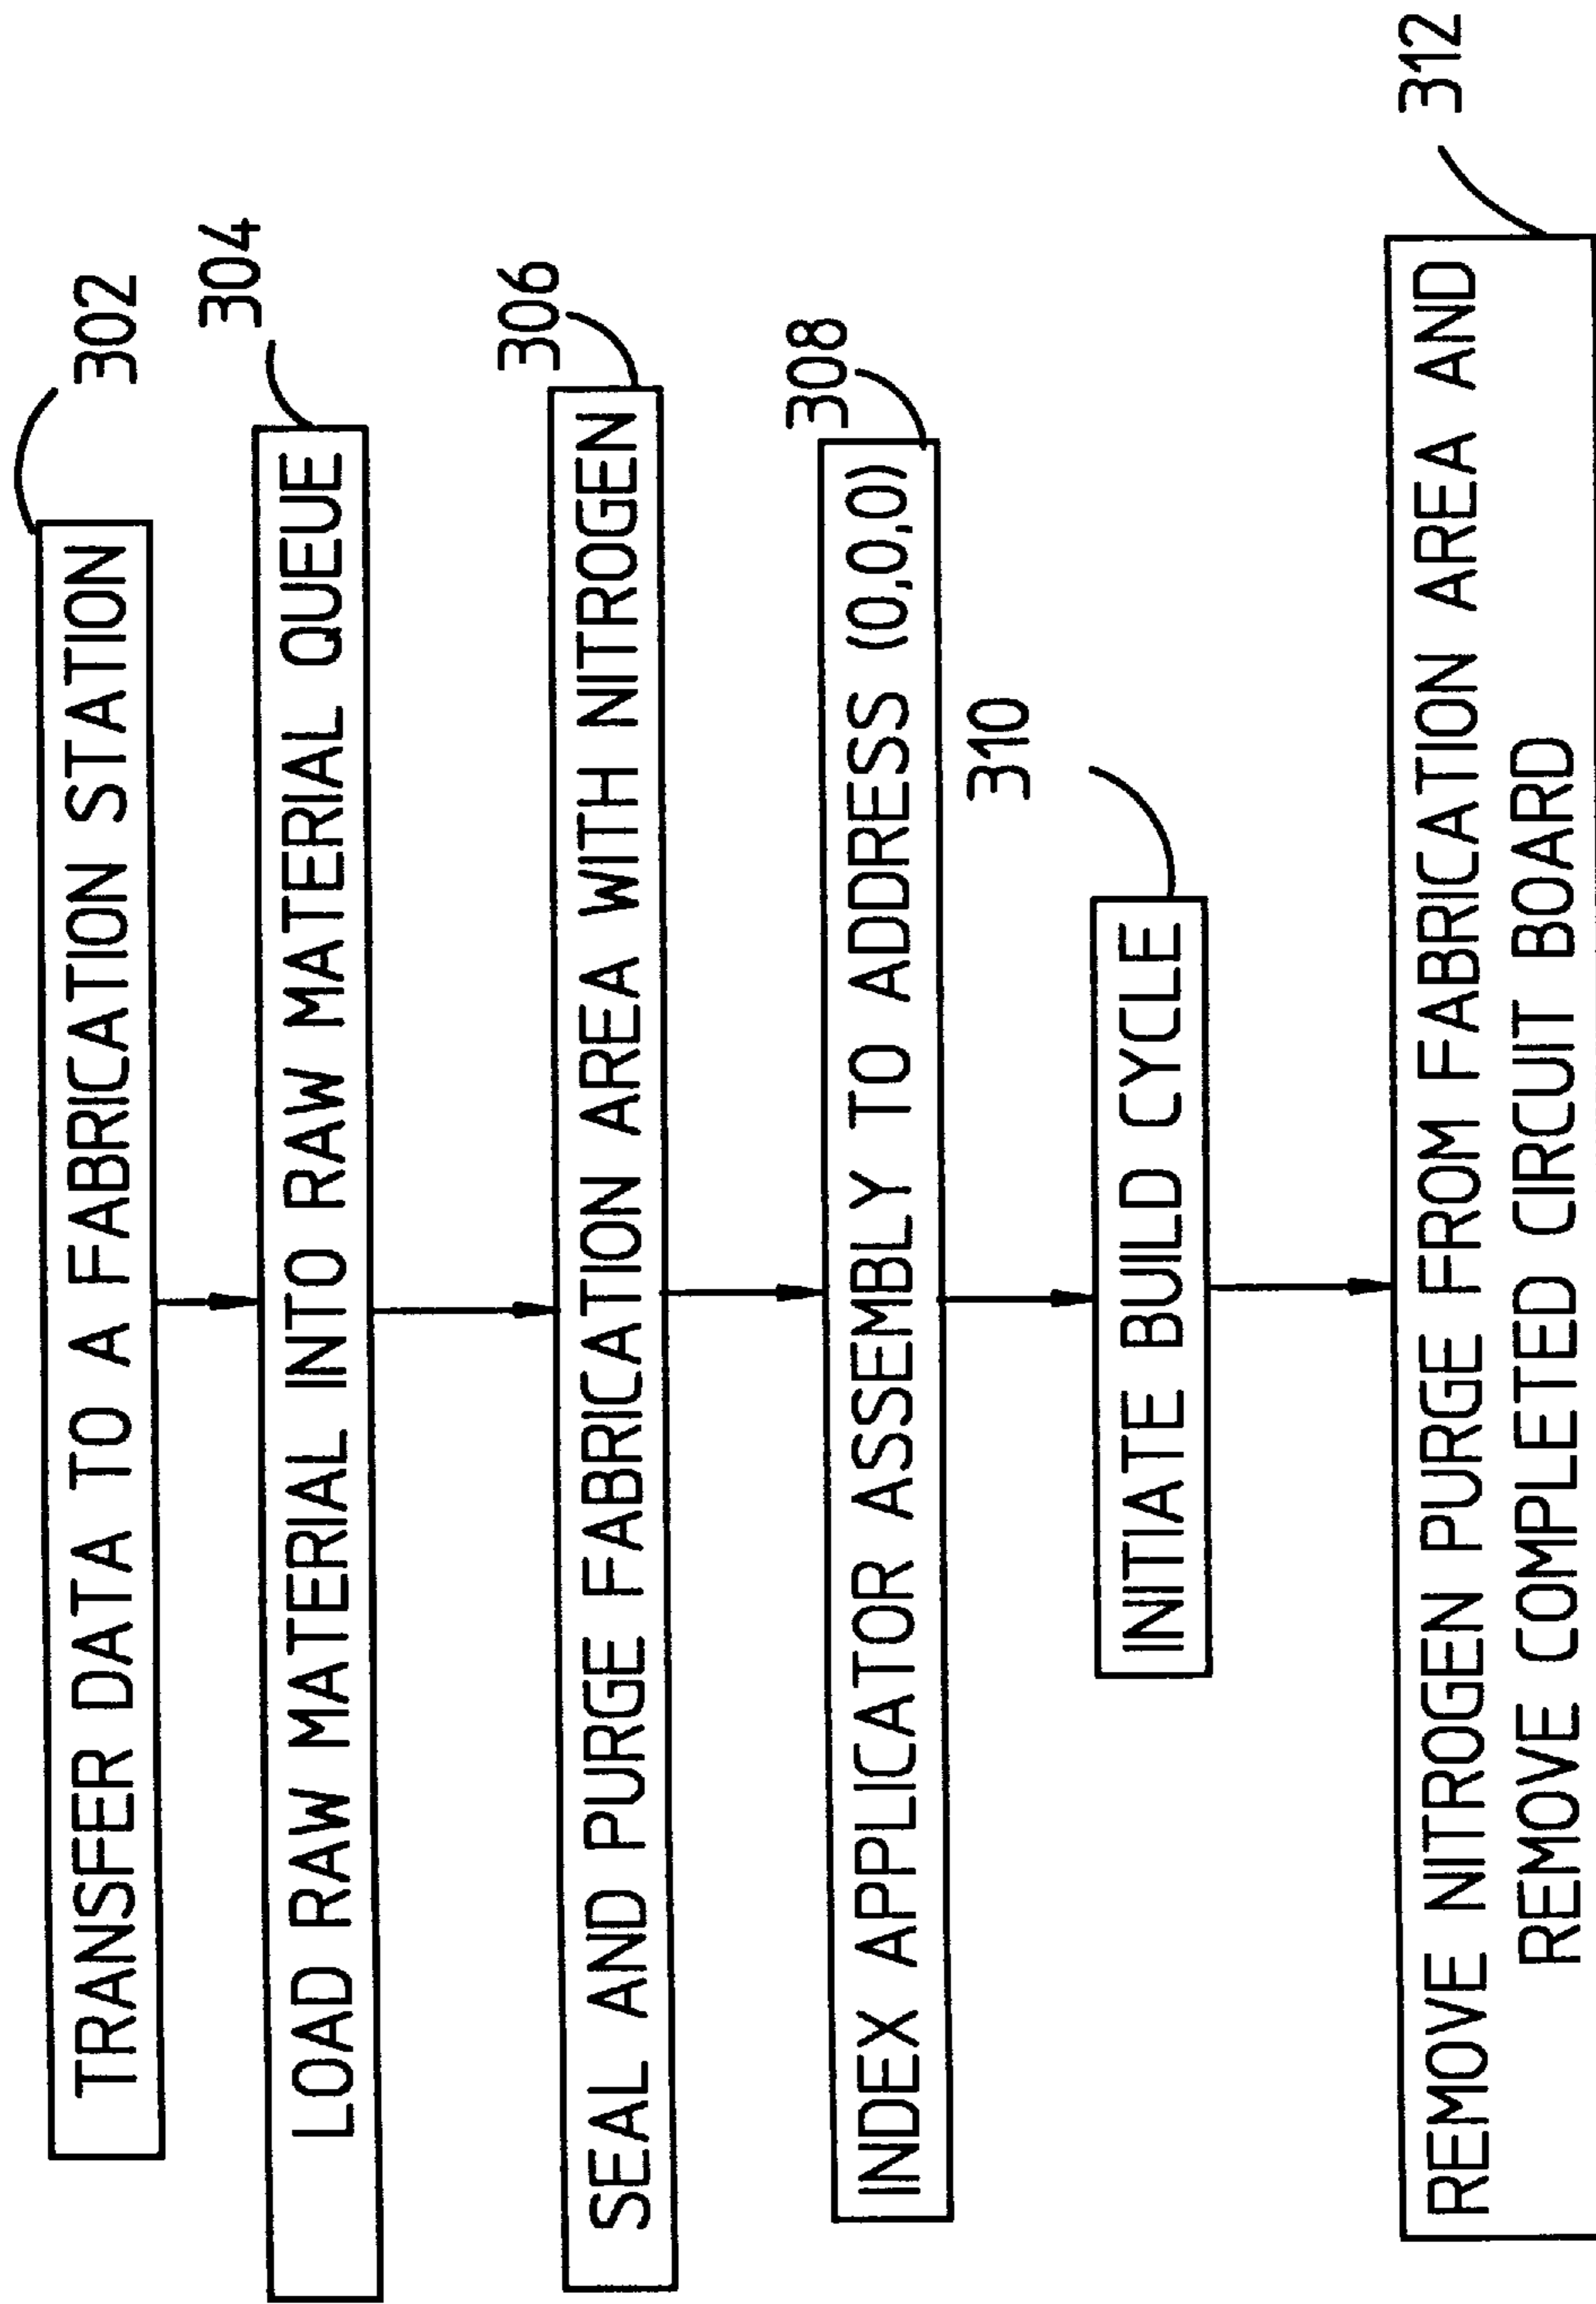 302
TRANSFER DATA TO A FABRICATION STATION
304
LOAD RAW MATERIAL INTO RAW MATERIAL QUEUE
306
SEAL AND PURGE FABRICATION AREA WITH NITROGEN
308
INDEX APPLICATOR ASSEMBLY TO ADDRESS (0,0,0)
310
INITIATE BUILD CYCLE
312
REMOVE NITROGEN PURGE FROM FABRICATION AREA AND
REMOVE COMPLETED CIRCUIT BOARD